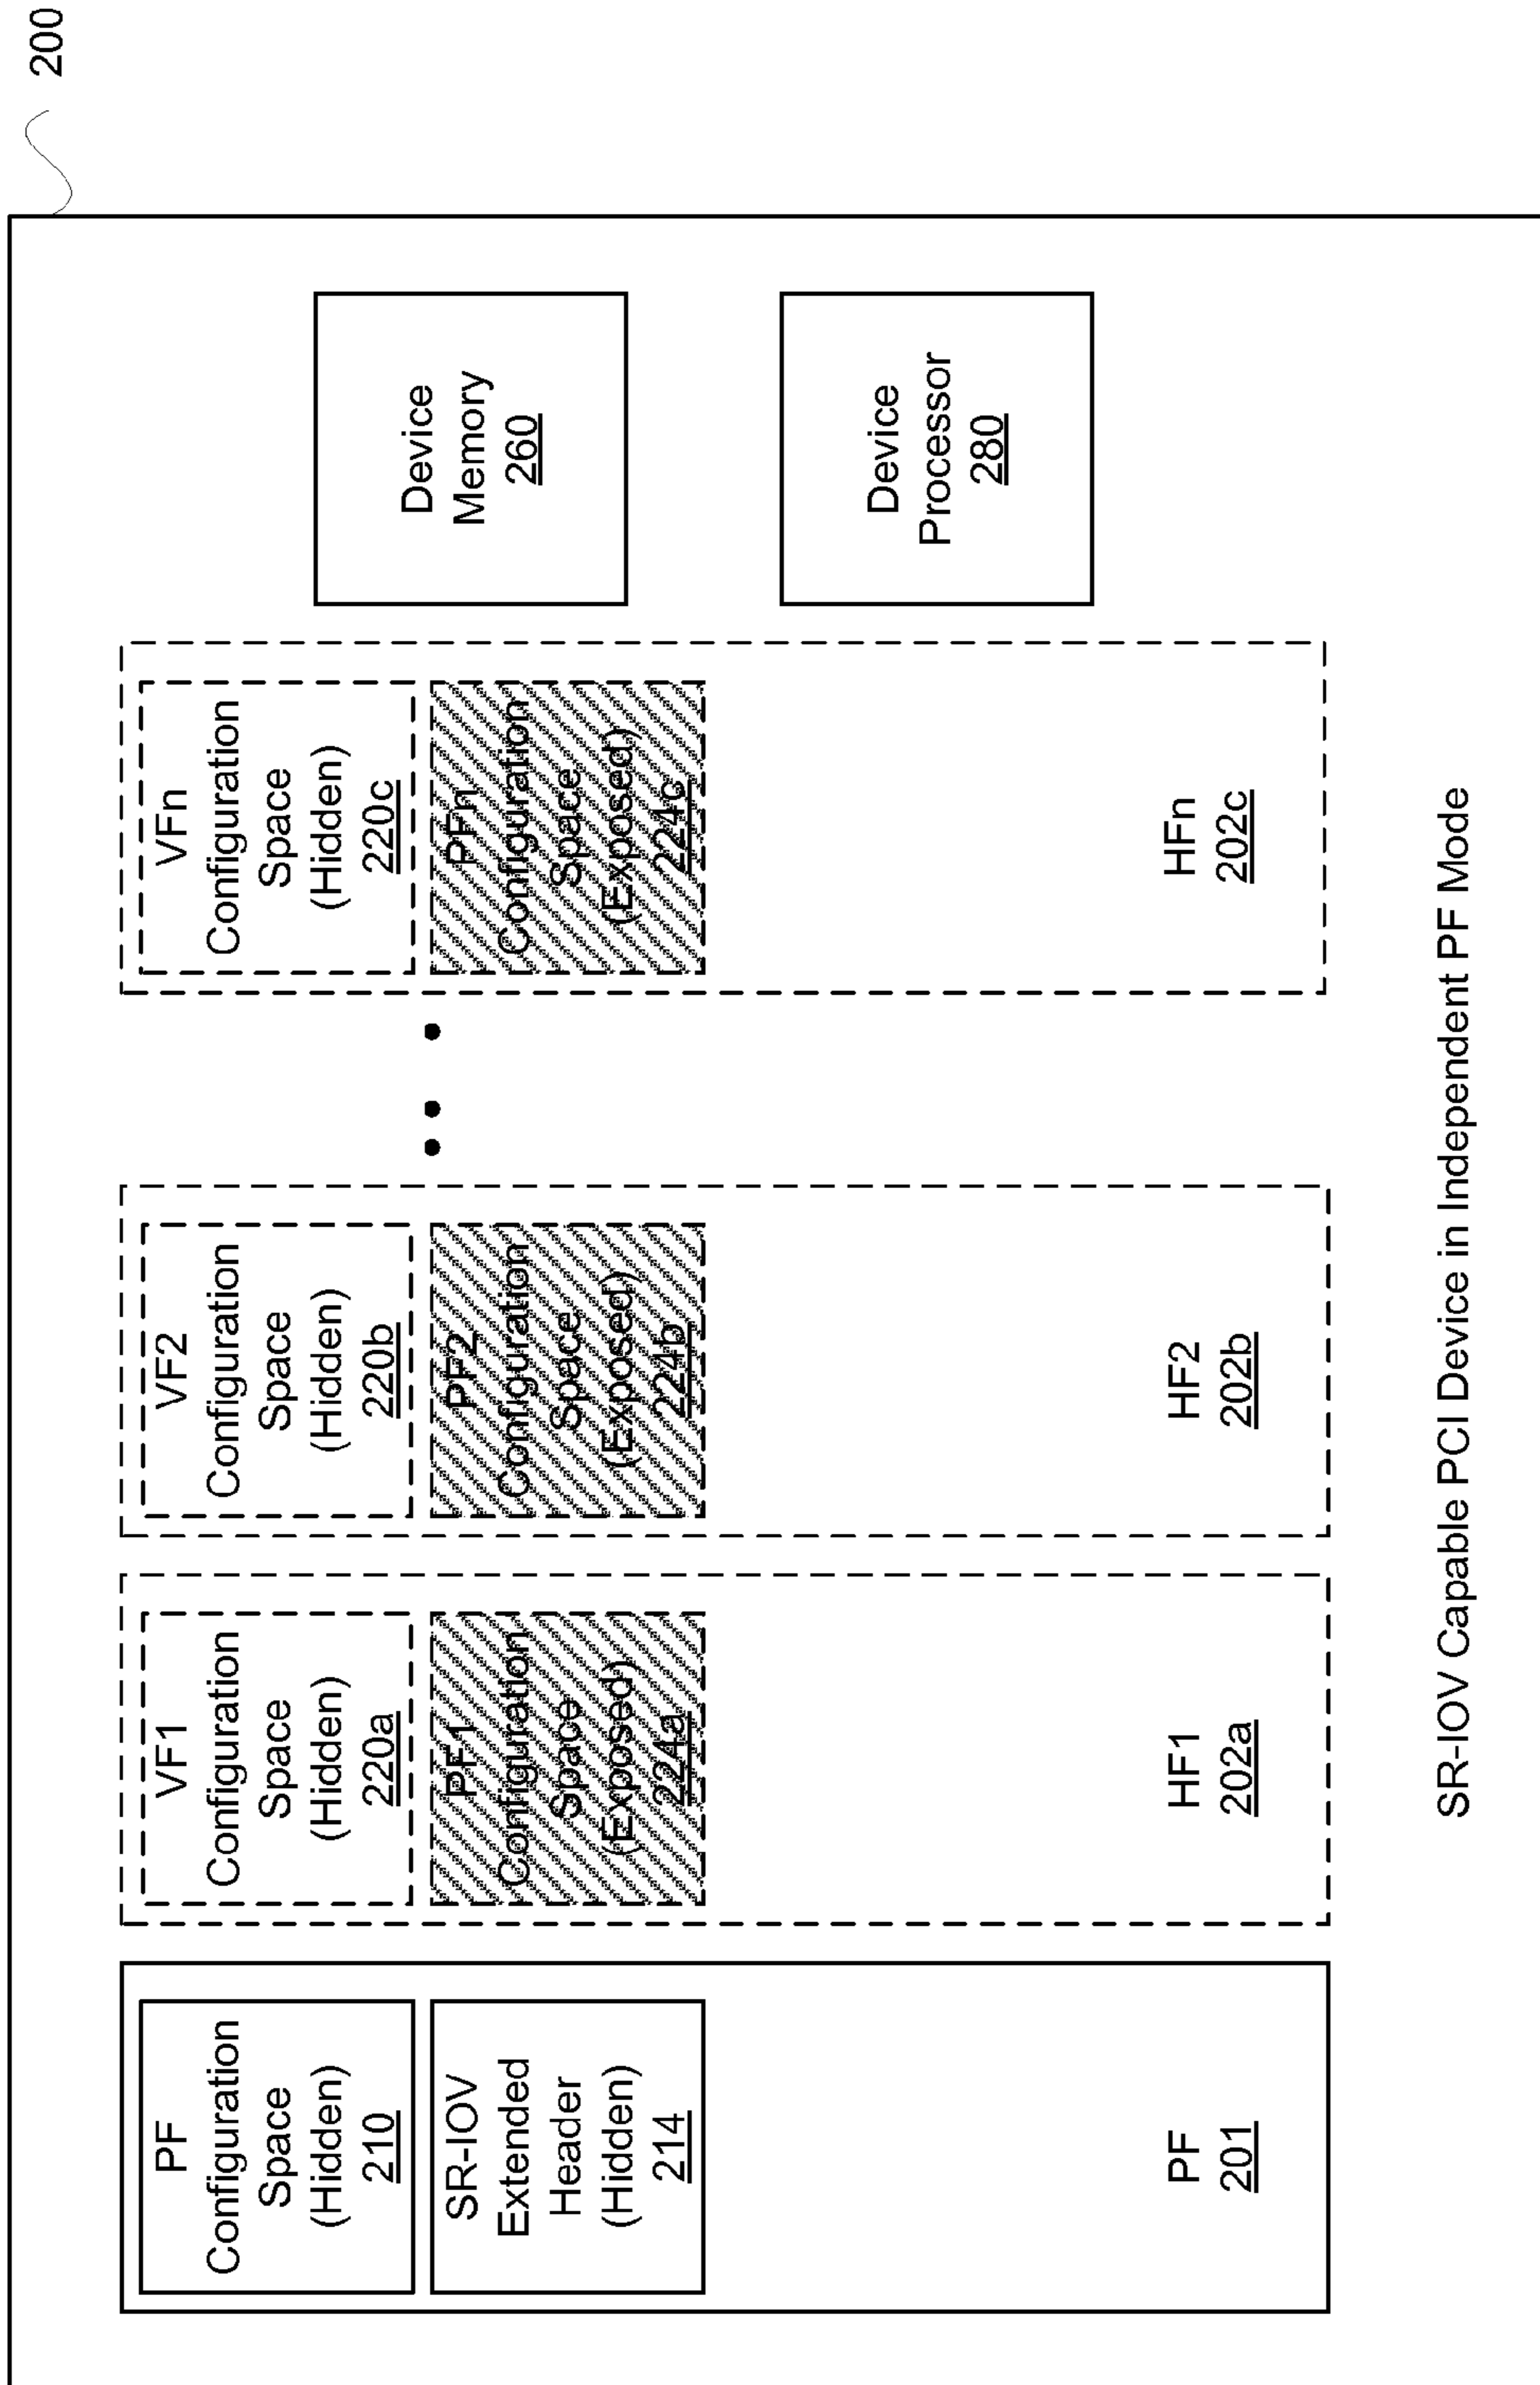 200
PF
Configuration
Space
(Hidden)
210
SR-IOV
Extended
Header
(Hidden)
214
PF
201
VF1
Configuration
Space
(Hidden)
220a
PF1
Configuration
Space
(Exposed)
224a
HF1
202a
VF2
Configuration
Space
(Hidden)
220b
PF2
Configuration
Space
(Exposed)
224b
HF2
202b
VFn
Configuration
Space
(Hidden)
220c
PFn
Configuration
Space
(Exposed)
224c
HFn
202c
Device
Memory
260
Device
Processor
280
SR-IOV Capable PCI Device in Independent PF Mode